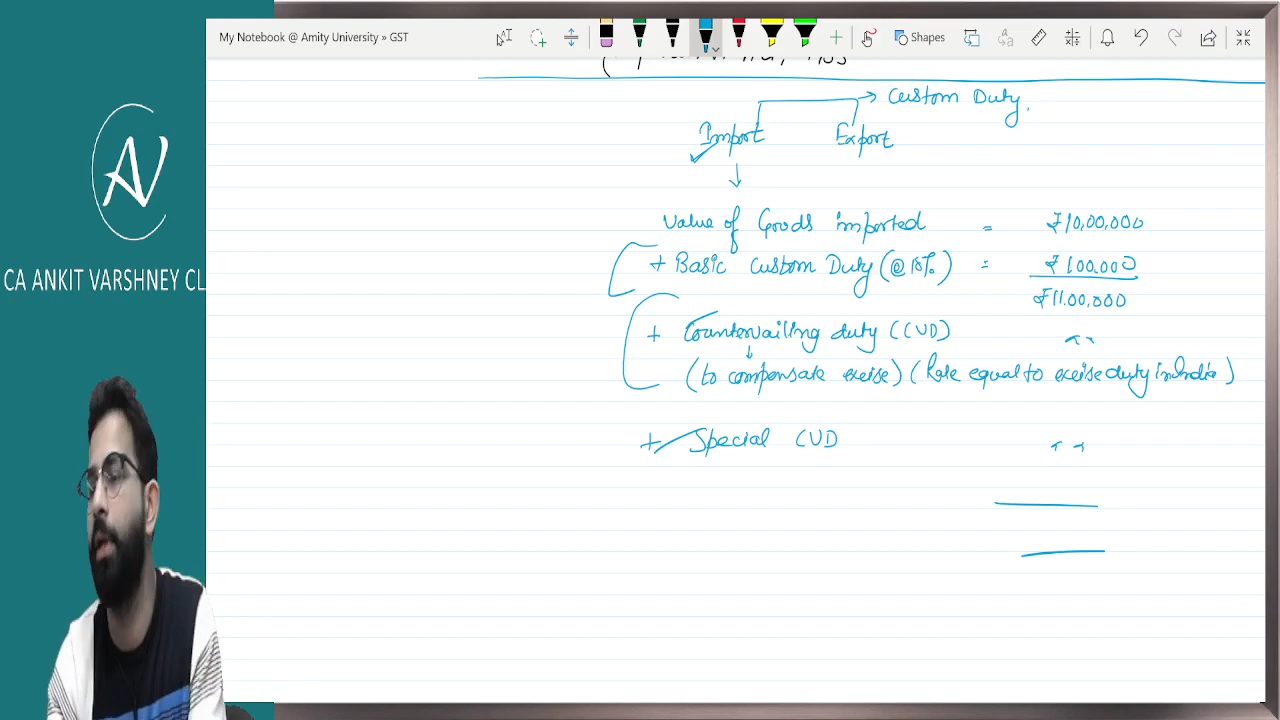 My Notebook @ Amity University » GST
Shapes
Custom Duty.
Import Export
Value of Goods imported = ₹10,00,000
+ Basic Custom Duty (@10%) = ₹100.000
₹11.00,000
+ Countervailing duty (CVD)
(to compensate excise) (Rate equal to excise duty in India)
+ Special CVD
AV
CA ANKIT VARSHNEY CL